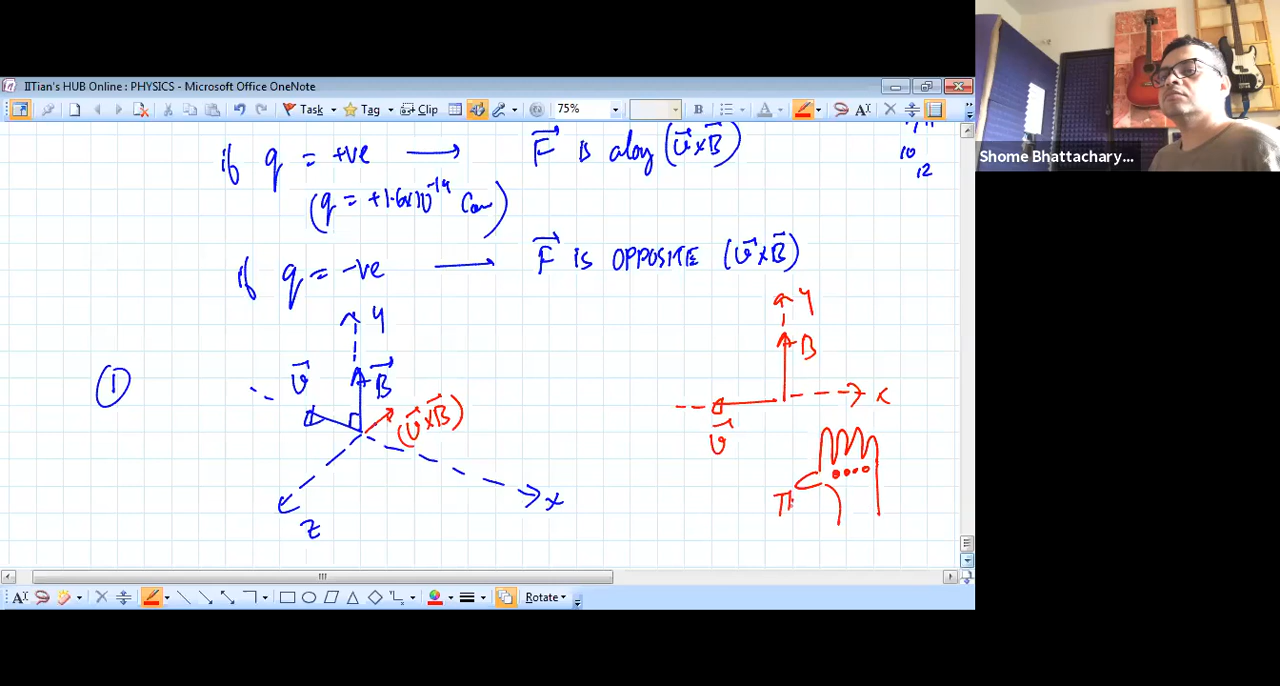 IITian's HUB Online : PHYSICS - Microsoft Office OneNote
Task Tag Clip 75% B A A
if q = +ve → F⃗ is along (v⃗×B⃗)
(q = +1.6×10⁻¹⁹ Cou)
10
12
if q = -ve → F⃗ is OPPOSITE (v⃗×B⃗)
① y
v⃗ B⃗
(v⃗×B⃗)
x
z
y
B
x
v⃗
Th
Rotate
Shome Bhattachary...